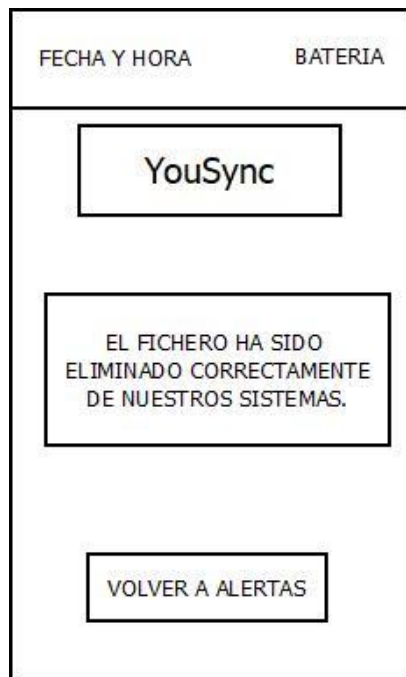 FECHA Y HORA BATERIA
YouSync
EL FICHERO HA SIDO
ELIMINADO CORRECTAMENTE
DE NUESTROS SISTEMAS.
VOLVER A ALERTAS